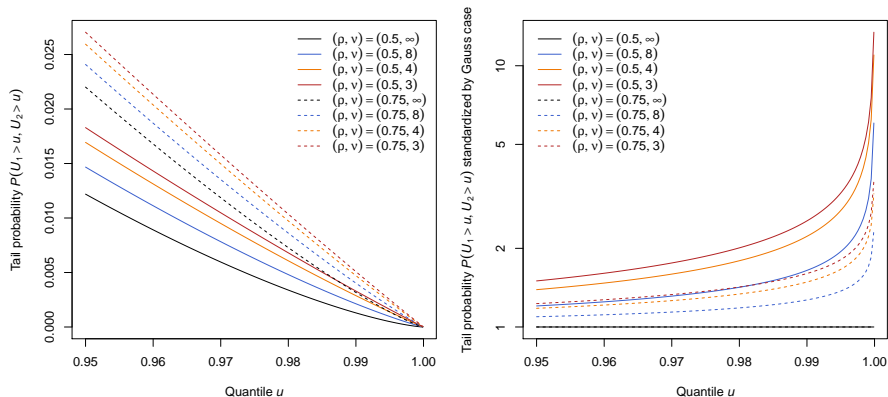 Tail probability P(U₁ > u, U₂ > u)
0.025
0.020
0.015
0.010
0.005
0.000
(ρ, ν) = (0.5, ∞)
(ρ, ν) = (0.5, 8)
(ρ, ν) = (0.5, 4)
(ρ, ν) = (0.5, 3)
(ρ, ν) = (0.75, ∞)
(ρ, ν) = (0.75, 8)
(ρ, ν) = (0.75, 4)
(ρ, ν) = (0.75, 3)
0.95 0.96 0.97 0.98 0.99 1.00
Quantile u
Tail probability P(U₁ > u, U₂ > u) standardized by Gauss case
10
5
2
1
(ρ, ν) = (0.5, ∞)
(ρ, ν) = (0.5, 8)
(ρ, ν) = (0.5, 4)
(ρ, ν) = (0.5, 3)
(ρ, ν) = (0.75, ∞)
(ρ, ν) = (0.75, 8)
(ρ, ν) = (0.75, 4)
(ρ, ν) = (0.75, 3)
0.95 0.96 0.97 0.98 0.99 1.00
Quantile u